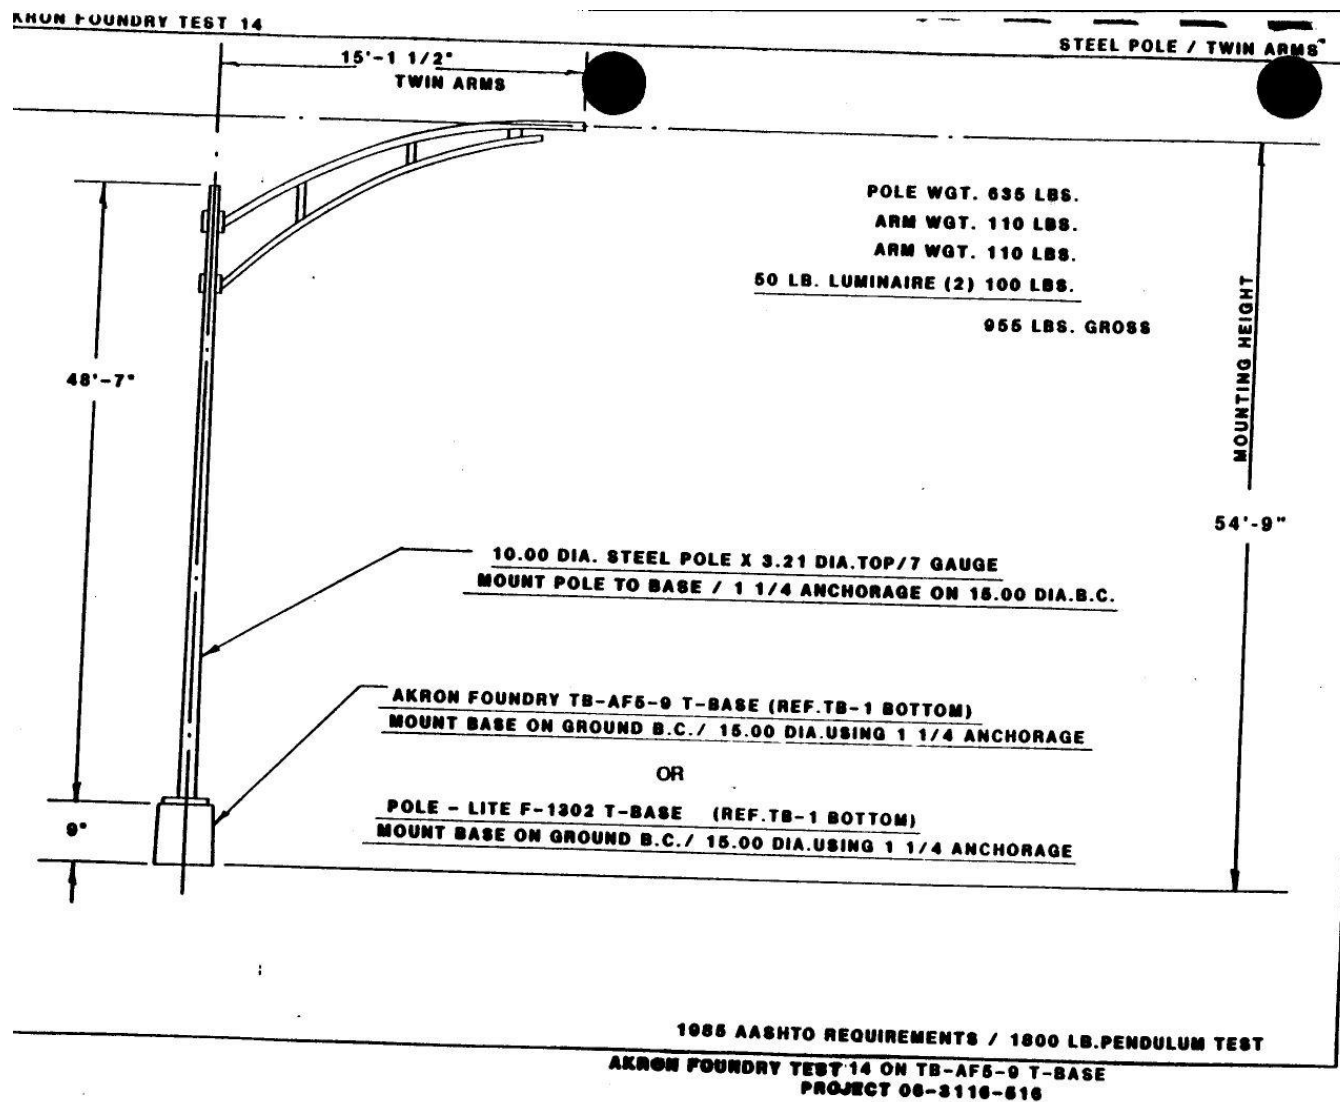 AKRON FOUNDRY TEST 14
STEEL POLE / TWIN ARMS
15'-1 1/2"
TWIN ARMS
POLE WGT. 635 LBS.
ARM WGT. 110 LBS.
ARM WGT. 110 LBS.
50 LB. LUMINAIRE (2) 100 LBS.
955 LBS. GROSS
MOUNTING HEIGHT
48'-7"
54'-9"
10.00 DIA. STEEL POLE X 3.21 DIA.TOP/7 GAUGE
MOUNT POLE TO BASE / 1 1/4 ANCHORAGE ON 15.00 DIA.B.C.
AKRON FOUNDRY TB-AF5-9 T-BASE (REF.TB-1 BOTTOM)
MOUNT BASE ON GROUND B.C./ 15.00 DIA.USING 1 1/4 ANCHORAGE
OR
POLE - LITE F-1302 T-BASE (REF.TB-1 BOTTOM)
MOUNT BASE ON GROUND B.C./ 15.00 DIA.USING 1 1/4 ANCHORAGE
9"
1985 AASHTO REQUIREMENTS / 1800 LB.PENDULUM TEST
AKRON FOUNDRY TEST 14 ON TB-AF5-9 T-BASE
PROJECT 06-3116-516